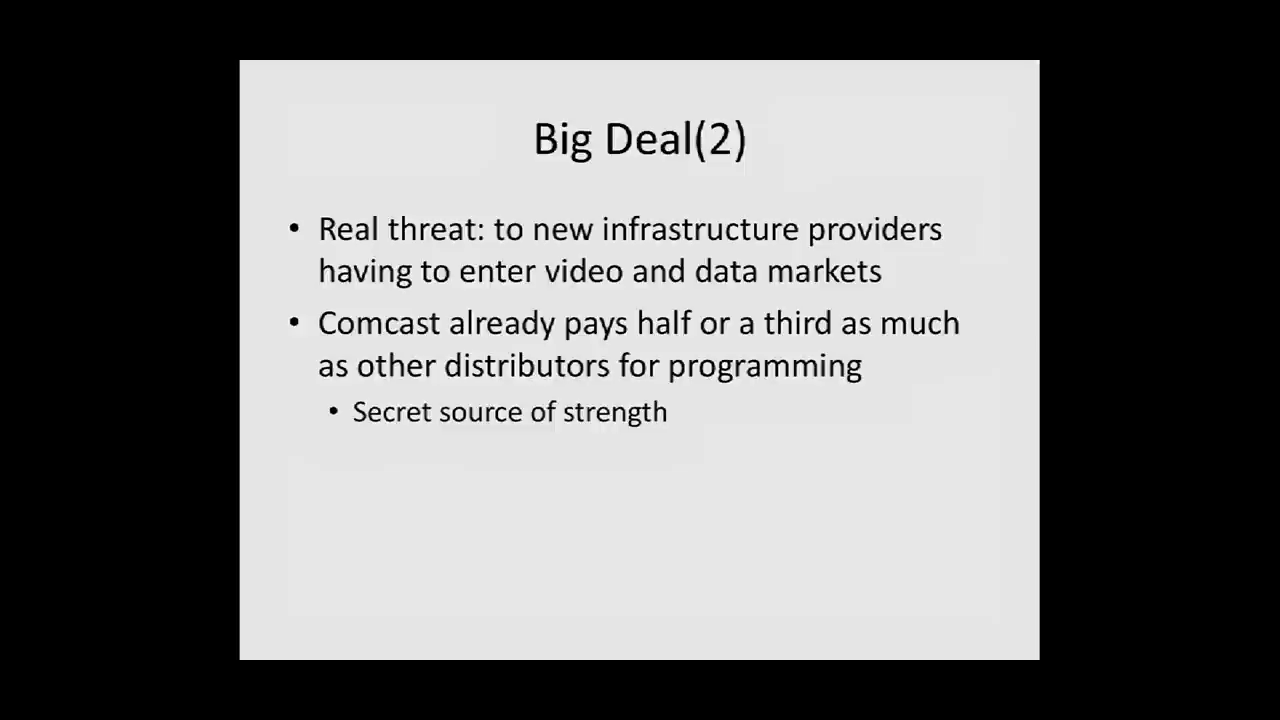 Big Deal(2)
• Real threat: to new infrastructure providers
having to enter video and data markets
• Comcast already pays half or a third as much
as other distributors for programming
• Secret source of strength